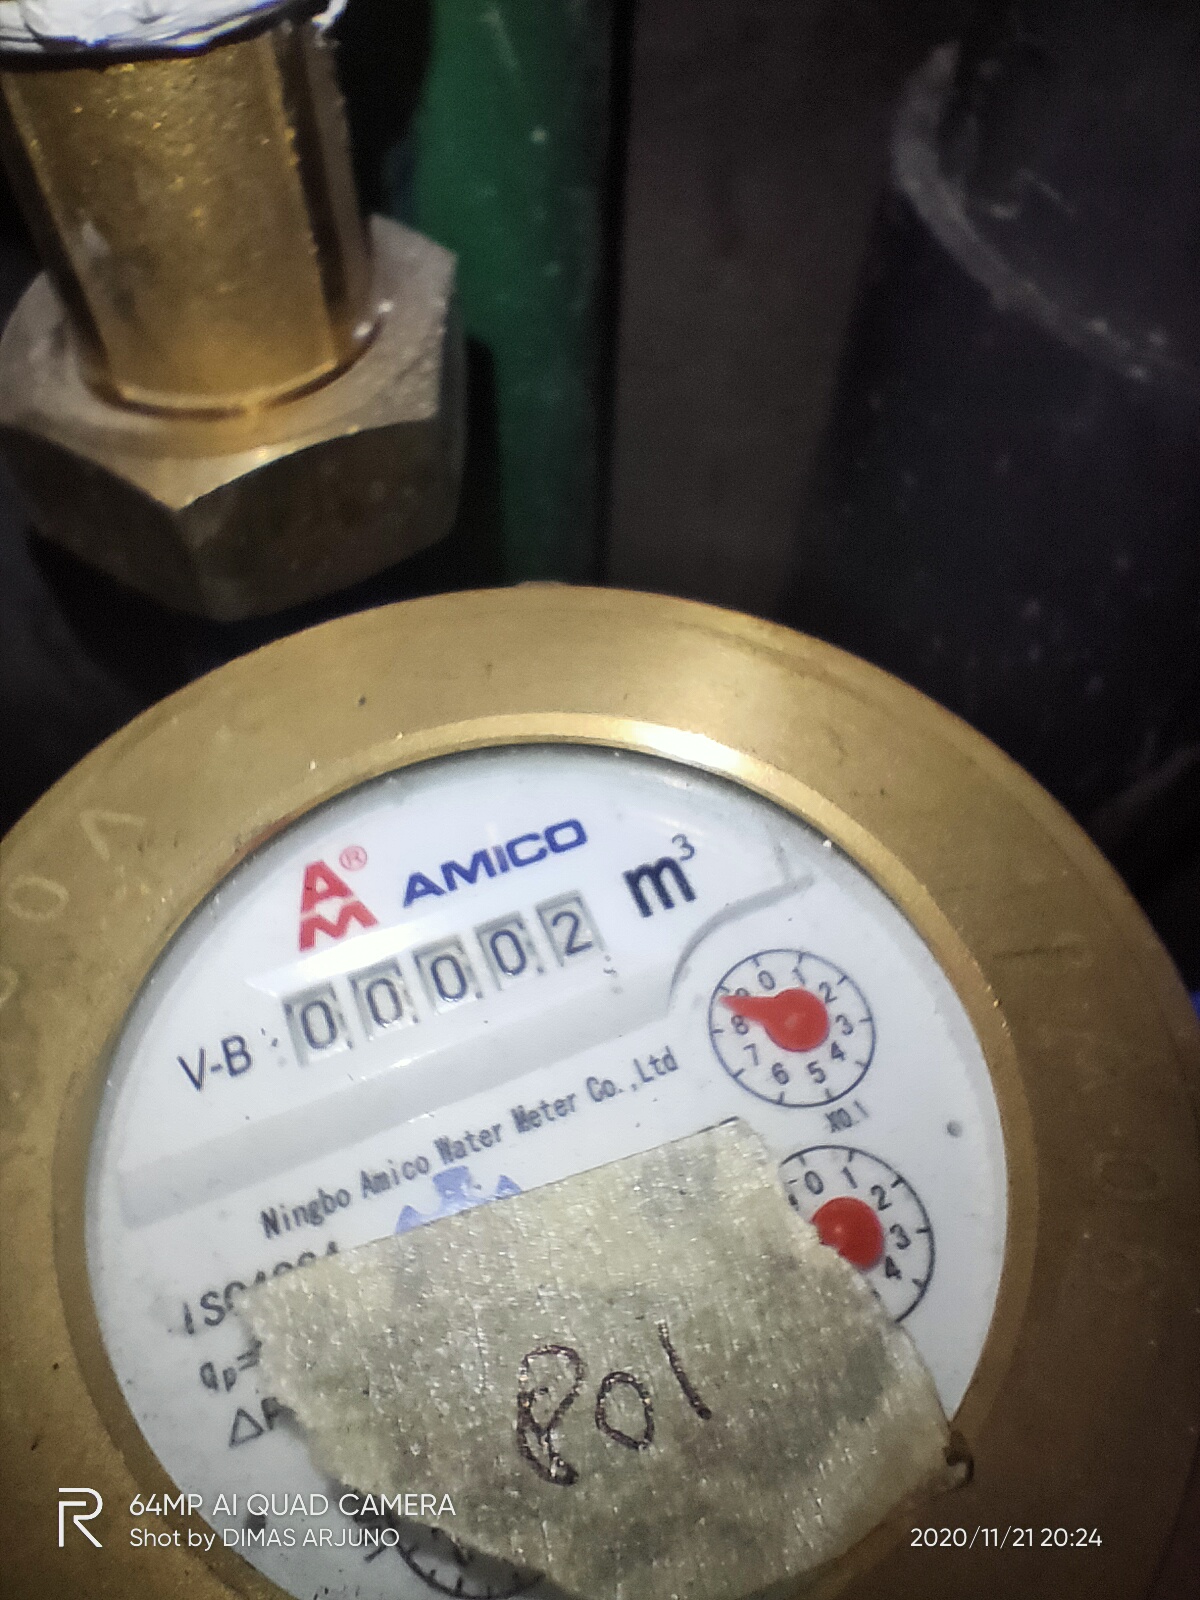 AM® AMICO
m³
V-B: 00002
0 1 2 3 4 5 6 7 8 9
X0.1
Ningbo Amico Water Meter Co.,Ltd
0 1 2 3 4
801
64MP AI QUAD CAMERA
Shot by DIMAS ARJUNO
2020/11/21 20:24